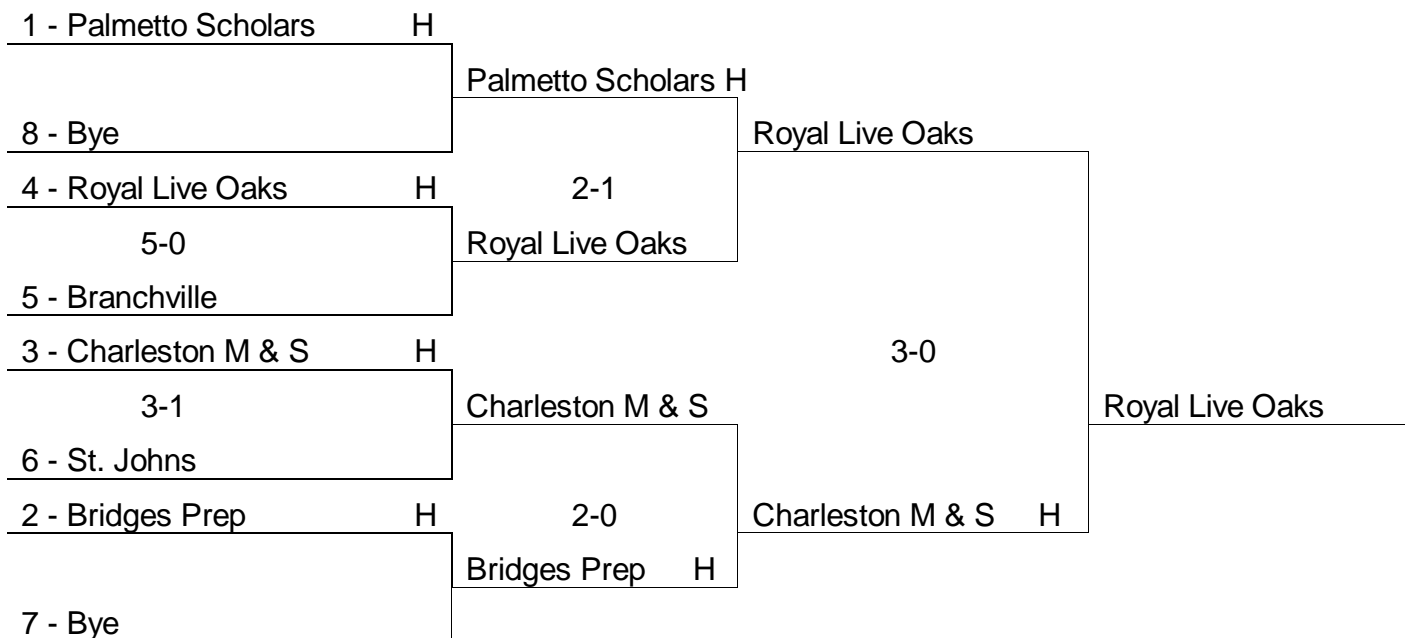 1 - Palmetto Scholars H
Palmetto Scholars H
8 - Bye
Royal Live Oaks
4 - Royal Live Oaks H
2-1
5-0
Royal Live Oaks
5 - Branchville
3 - Charleston M & S H
3-0
3-1
Charleston M & S
Royal Live Oaks
6 - St. Johns
2 - Bridges Prep H
2-0
Charleston M & S H
Bridges Prep H
7 - Bye